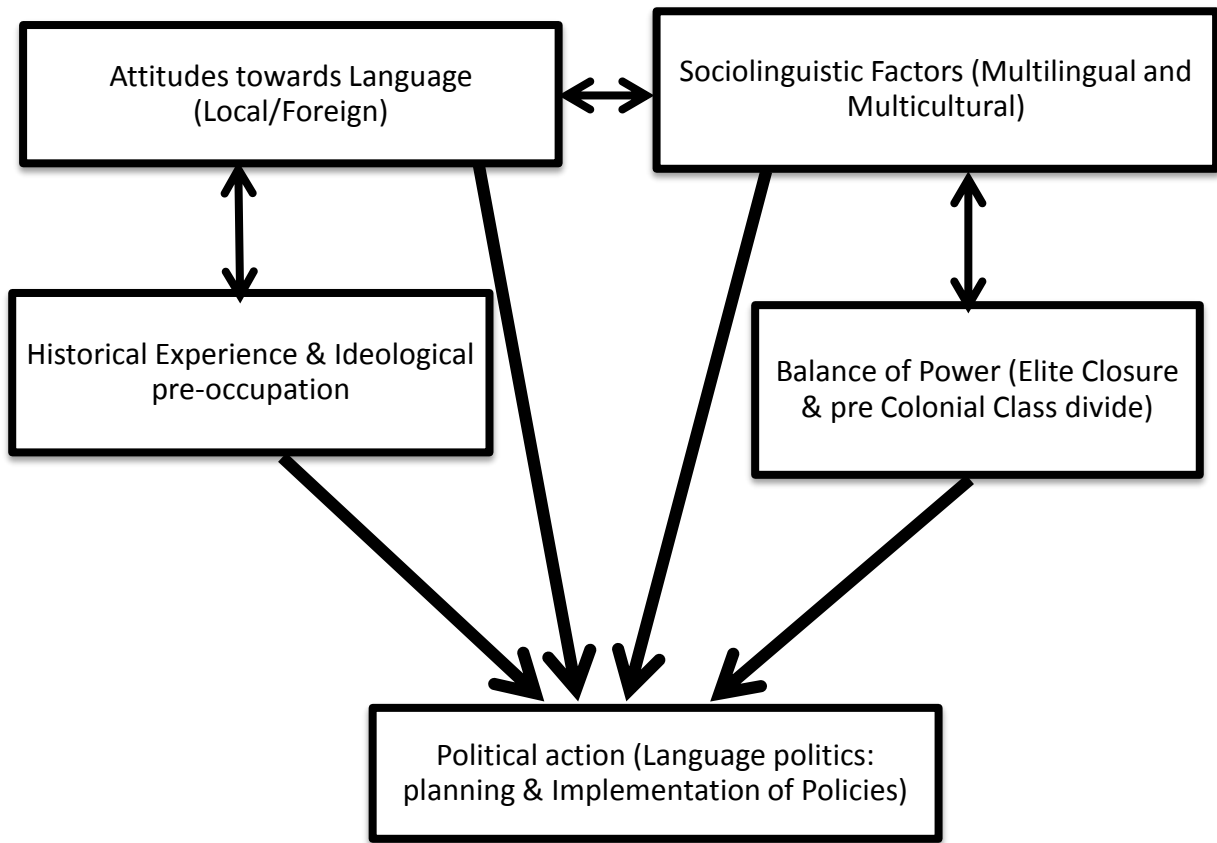 Attitudes towards Language
(Local/Foreign)
Sociolinguistic Factors (Multilingual and
Multicultural)
Historical Experience & Ideological
pre-occupation
Balance of Power (Elite Closure
& pre Colonial Class divide)
Political action (Language politics:
planning & Implementation of Policies)